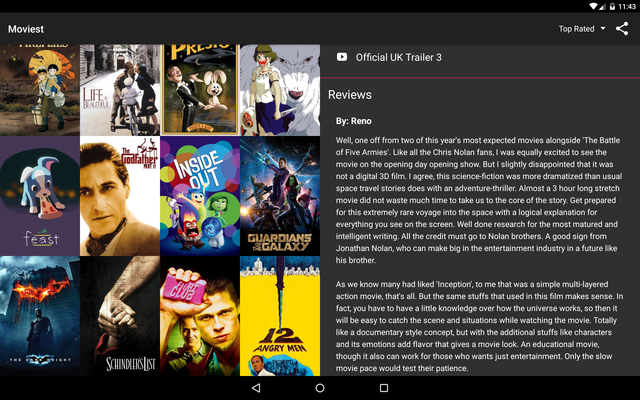 11:43
Moviest
Top Rated
FIREFLIES
LIFE IS
BEAUTIFUL
PRESTO
feast
The
Godfather
PART II
INSIDE
OUT
GUARDIANS
OF THE
GALAXY
THE DARK KNIGHT
SCHINDLER'S LIST
FIGHT
CLUB
12
ANGRY MEN
Official UK Trailer 3
Reviews
By: Reno
Well, one off from two of this year's most expected movies alongside 'The Battle
of Five Armies'. Like all the Chris Nolan fans, I was equally excited to see the
movie on the opening day opening show. But I slightly disappointed that it was
not a digital 3D film. I agree, this science-fiction was more dramatized than usual
space travel stories does with an adventure-thriller. Almost a 3 hour long stretch
movie did not waste much time to take us to the core of the story. Get prepared
for this extremely rare voyage into the space with a logical explanation for
everything you see on the screen. Well done research for the most matured and
intelligent writing. All the credit must go to Nolan brothers. A good sign from
Jonathan Nolan, who can make big in the entertainment industry in a future like
his brother.
As we know many had liked 'Inception', to me that was a simple multi-layered
action movie, that's all. But the same stuffs that used in this film makes sense. In
fact, you have to have a little knowledge over how the universe works, so then it
will be easy to catch the scene and situations while watching the movie. Totally
like a documentary style concept, but with the additional stuffs like characters
and its emotions add flavor that gives a movie look. An educational movie,
though it also can work for those who wants just entertainment. Only the slow
movie pace would test their patience.